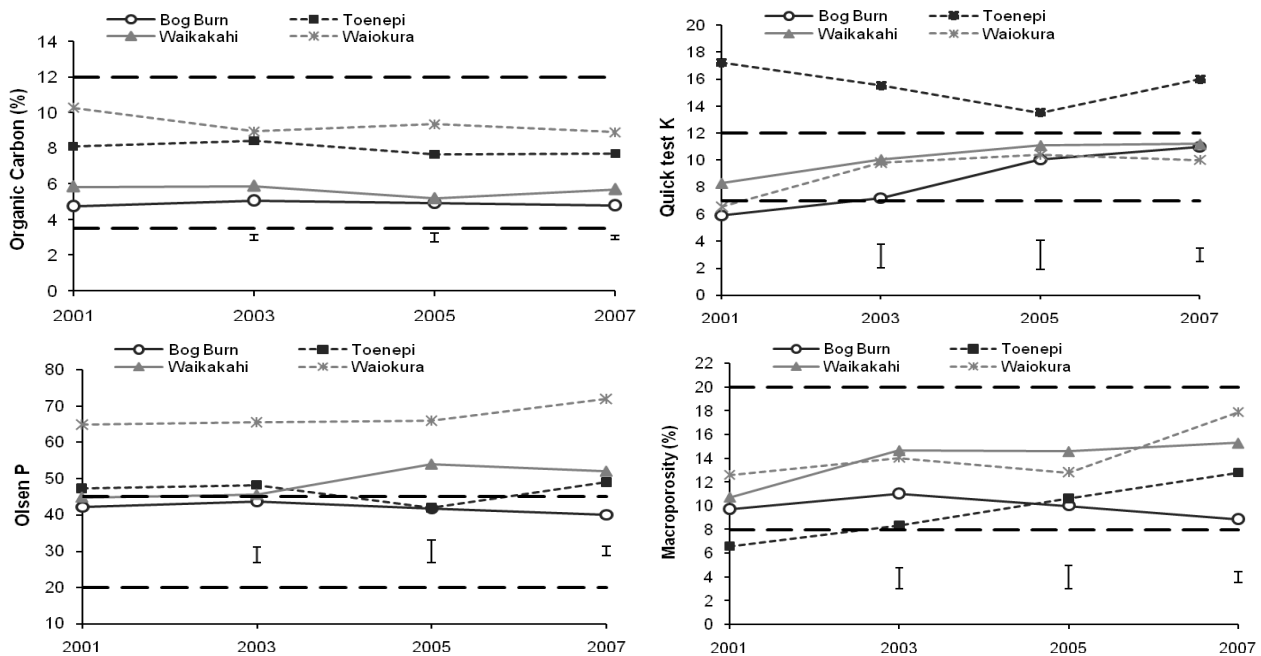 Bog Burn Toenepi
Waikakahi Waiokura
Organic Carbon (%)
14
12
10
8
6
4
2
0
2001 2003 2005 2007
Bog Burn Toenepi
Waikakahi Waiokura
Quick test K
20
18
16
14
12
10
8
6
4
2
0
2001 2003 2005 2007
Bog Burn Toenepi
Waikakahi Waiokura
Olsen P
80
70
60
50
40
30
20
10
2001 2003 2005 2007
Bog Burn Toenepi
Waikakahi Waiokura
Macroporosity (%)
22
20
18
16
14
12
10
8
6
4
2
0
2001 2003 2005 2007